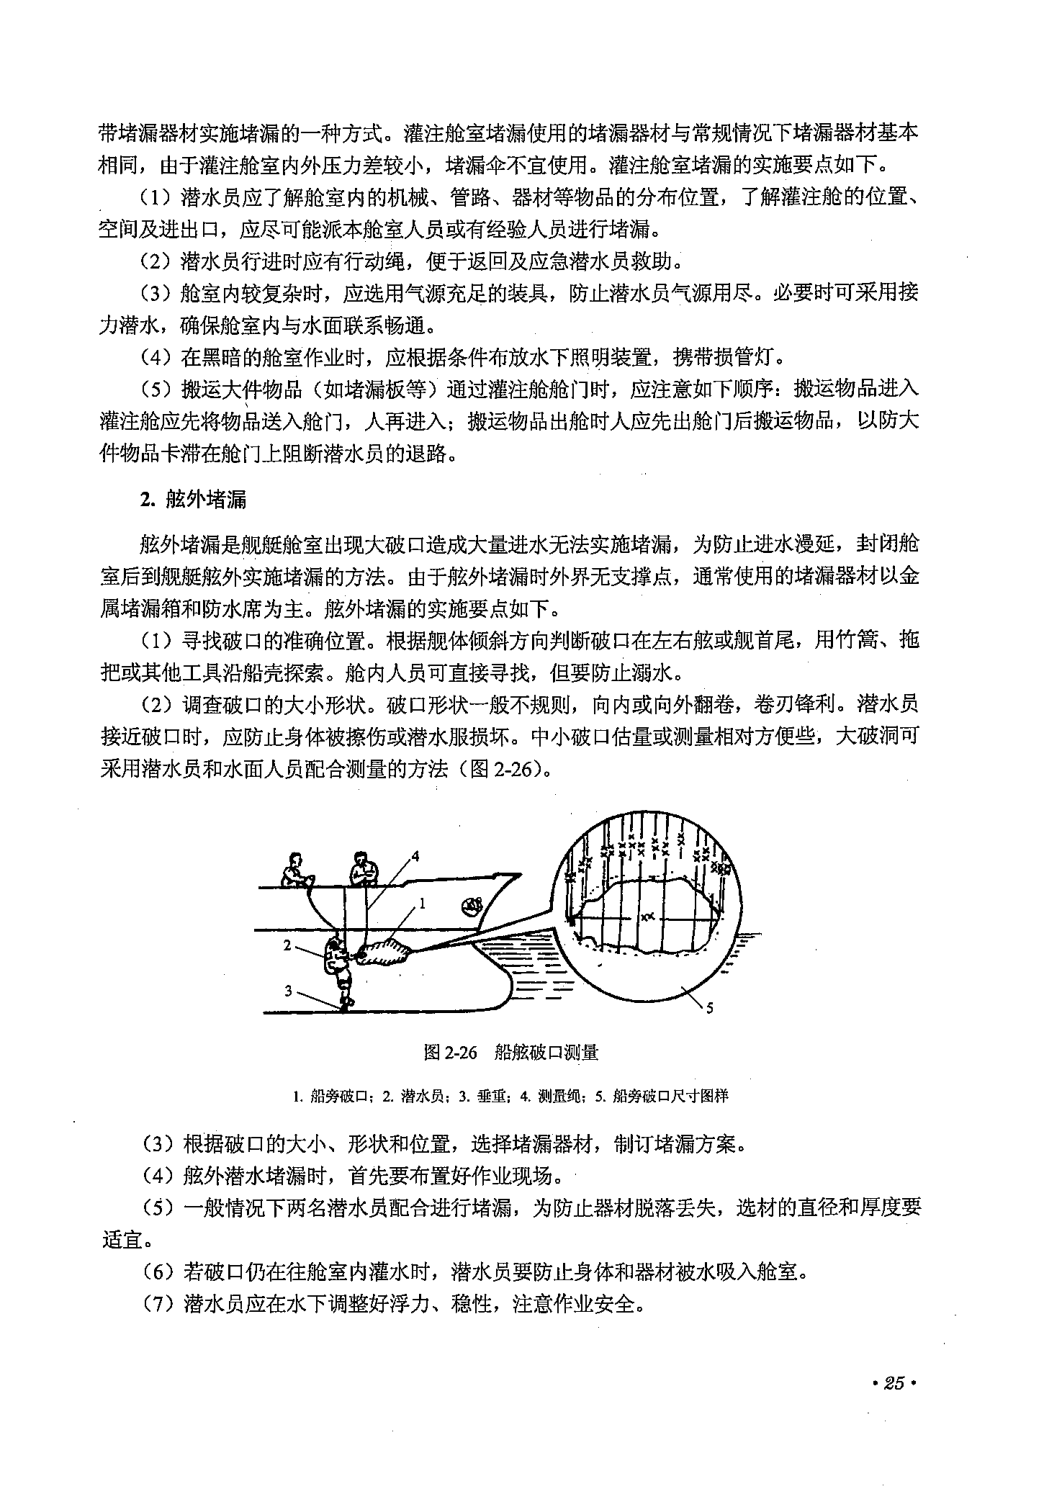 带堵漏器材实施堵漏的一种方式。灌注舱室堵漏使用的堵漏器材与常规情况下堵漏器材基本
相同，由于灌注舱室内外压力差较小，堵漏伞不宜使用。灌注舱室堵漏的实施要点如下。
（1）潜水员应了解舱室内的机械、管路、器材等物品的分布位置，了解灌注舱的位置、
空间及进出口，应尽可能派本舱室人员或有经验人员进行堵漏。
（2）潜水员行进时应有行动绳，便于返回及应急潜水员救助。
（3）舱室内较复杂时，应选用气源充足的装具，防止潜水员气源用尽。必要时可采用接
力潜水，确保舱室内与水面联系畅通。
（4）在黑暗的舱室作业时，应根据条件布放水下照明装置，携带损管灯。
（5）搬运大件物品（如堵漏板等）通过灌注舱舱门时，应注意如下顺序：搬运物品进入
灌注舱应先将物品送入舱门，人再进入；搬运物品出舱时人应先出舱门后搬运物品，以防大
件物品卡滞在舱门上阻断潜水员的退路。
2. 舷外堵漏
舷外堵漏是舰艇舱室出现大破口造成大量进水无法实施堵漏，为防止进水漫延，封闭舱
室后到舰艇舷外实施堵漏的方法。由于舷外堵漏时外界无支撑点，通常使用的堵漏器材以金
属堵漏箱和防水席为主。舷外堵漏的实施要点如下。
（1）寻找破口的准确位置。根据舰体倾斜方向判断破口在左右舷或舰首尾，用竹篙、拖
把或其他工具沿船壳探索。舱内人员可直接寻找，但要防止溺水。
（2）调查破口的大小形状。破口形状一般不规则，向内或向外翻卷，卷刃锋利。潜水员
接近破口时，应防止身体被擦伤或潜水服损坏。中小破口估量或测量相对方便些，大破洞可
采用潜水员和水面人员配合测量的方法（图 2-26）。
4
1
2
3
5
图 2-26 船舷破口测量
1. 船旁破口；2. 潜水员；3. 垂重；4. 测量绳；5. 船旁破口尺寸图样
（3）根据破口的大小、形状和位置，选择堵漏器材，制订堵漏方案。
（4）舷外潜水堵漏时，首先要布置好作业现场。
（5）一般情况下两名潜水员配合进行堵漏，为防止器材脱落丢失，选材的直径和厚度要
适宜。
（6）若破口仍在往舱室内灌水时，潜水员要防止身体和器材被水吸入舱室。
（7）潜水员应在水下调整好浮力、稳性，注意作业安全。
·25·